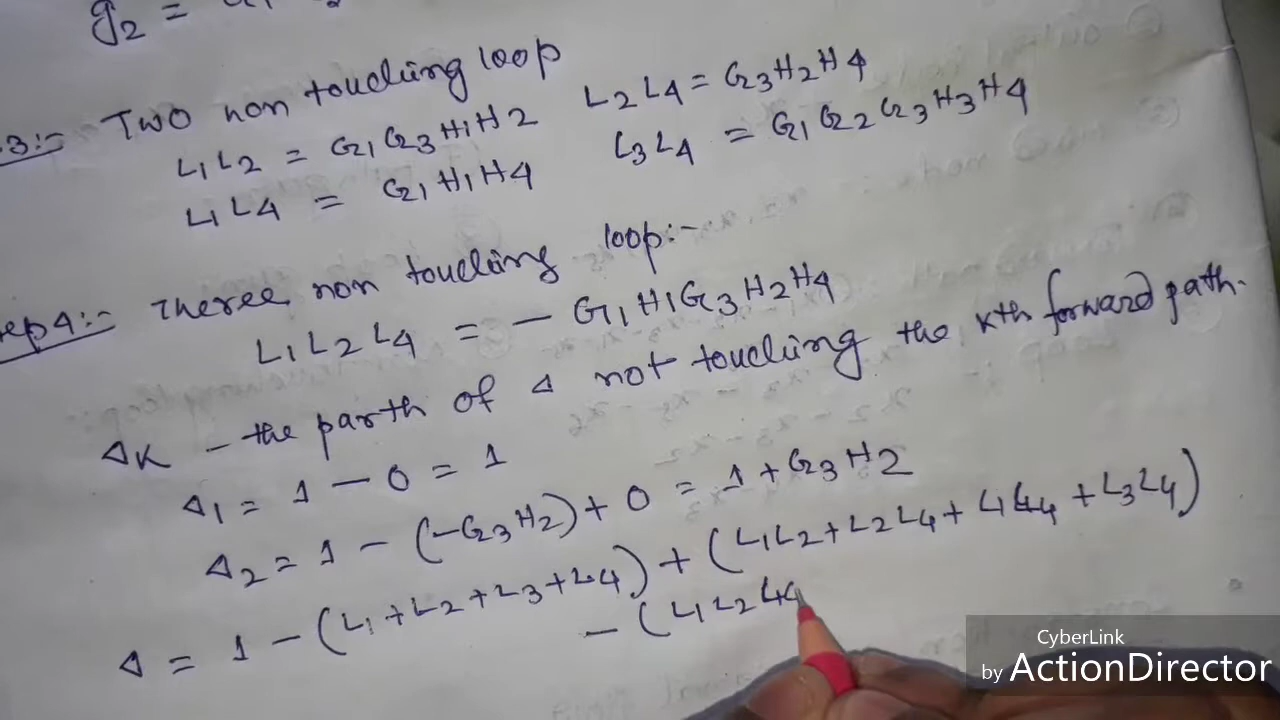 g2 =
3:- Two non touching loop
L1L2 = G1G3H1H2 L2L4 = G3H2H4
L1L4 = G1H1H4 L3L4 = G1G2G3H3H4
ep4:- Theree non touching loop:-
L1L2L4 = - G1H1G3H2H4
ΔK - the parth of Δ not touching the Kth forward path.
Δ1 = 1 - 0 = 1
Δ2 = 1 - (-G3H2) + 0 = 1 + G3H2
Δ = 1 - (L1+L2+L3+L4) + (L1L2+L2L4+L1L4+L3L4)
- (L1L2L4
CyberLink
by ActionDirector